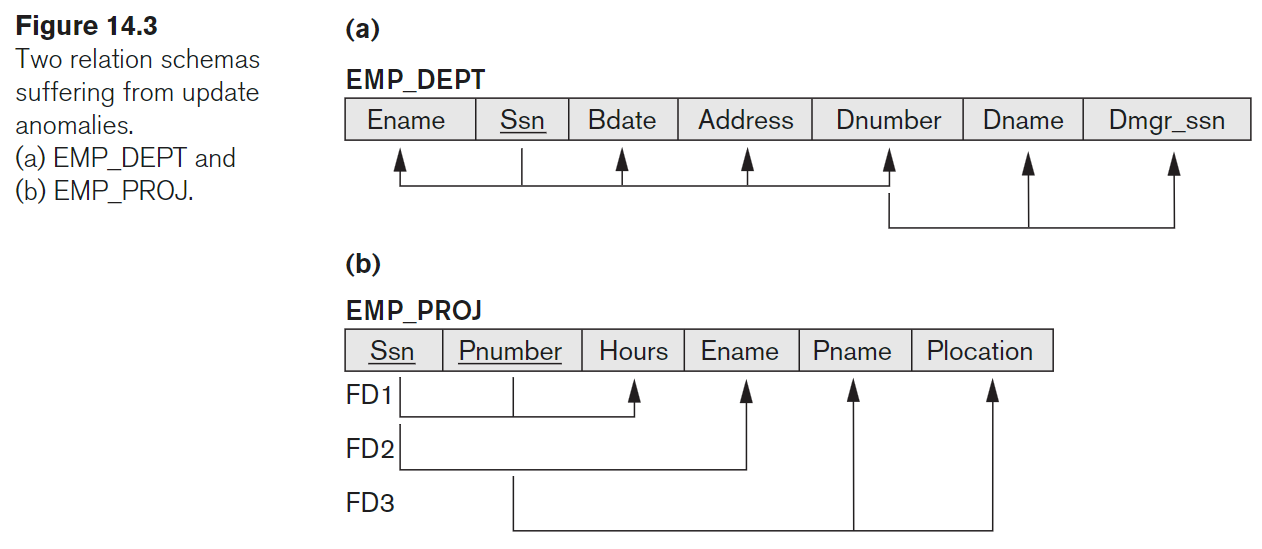 Figure 14.3
Two relation schemas
suffering from update
anomalies.
(a) EMP_DEPT and
(b) EMP_PROJ.
(a)
EMP_DEPT
Ename Ssn Bdate Address Dnumber Dname Dmgr_ssn
(b)
EMP_PROJ
Ssn Pnumber Hours Ename Pname Plocation
FD1
FD2
FD3